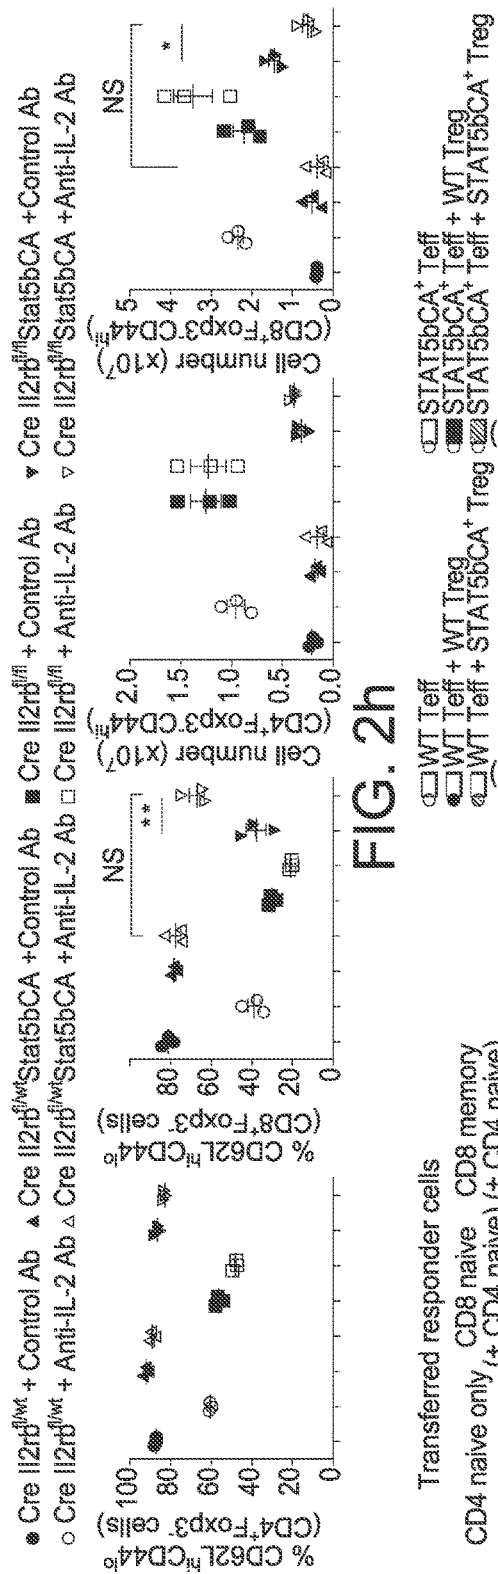 ● Cre Il2rb^fl/wt + Control Ab ▲ Cre Il2rb^fl/wt Stat5bCA +Control Ab ■ Cre Il2rb^fl/fl + Control Ab ▼ Cre Il2rb^fl/fl Stat5bCA +Control Ab
○ Cre Il2rb^fl/wt + Anti-IL-2 Ab △ Cre Il2rb^fl/wt Stat5bCA +Anti-IL-2 Ab □ Cre Il2rb^fl/fl + Anti-IL-2 Ab ▽ Cre Il2rb^fl/fl Stat5bCA +Anti-IL-2 Ab
% CD62L^hi CD44^lo
(CD4⁺Foxp3⁻ cells)
100
80
60
40
20
0
% CD62L^hi CD44^lo
(CD8⁺Foxp3⁻ cells)
80
60
40
20
0
NS
**
Cell number (x10⁷)
(CD4⁺Foxp3⁻CD44^hi)
2.0
1.5
1.0
0.5
0.0
Cell number (x10⁷)
(CD8⁺Foxp3⁻CD44^hi)
5
4
3
2
1
0
NS
*
FIG. 2h
Transferred responder cells
CD4 naive only CD8 naive CD8 memory
(+ CD4 naive) (+ CD4 naive)
WT Teff
WT Teff + WT Treg
WT Teff + STAT5bCA⁺ Treg
STAT5bCA⁺ Teff
STAT5bCA⁺ Teff + WT Treg
STAT5bCA⁺ Teff + STAT5bCA⁺ Treg